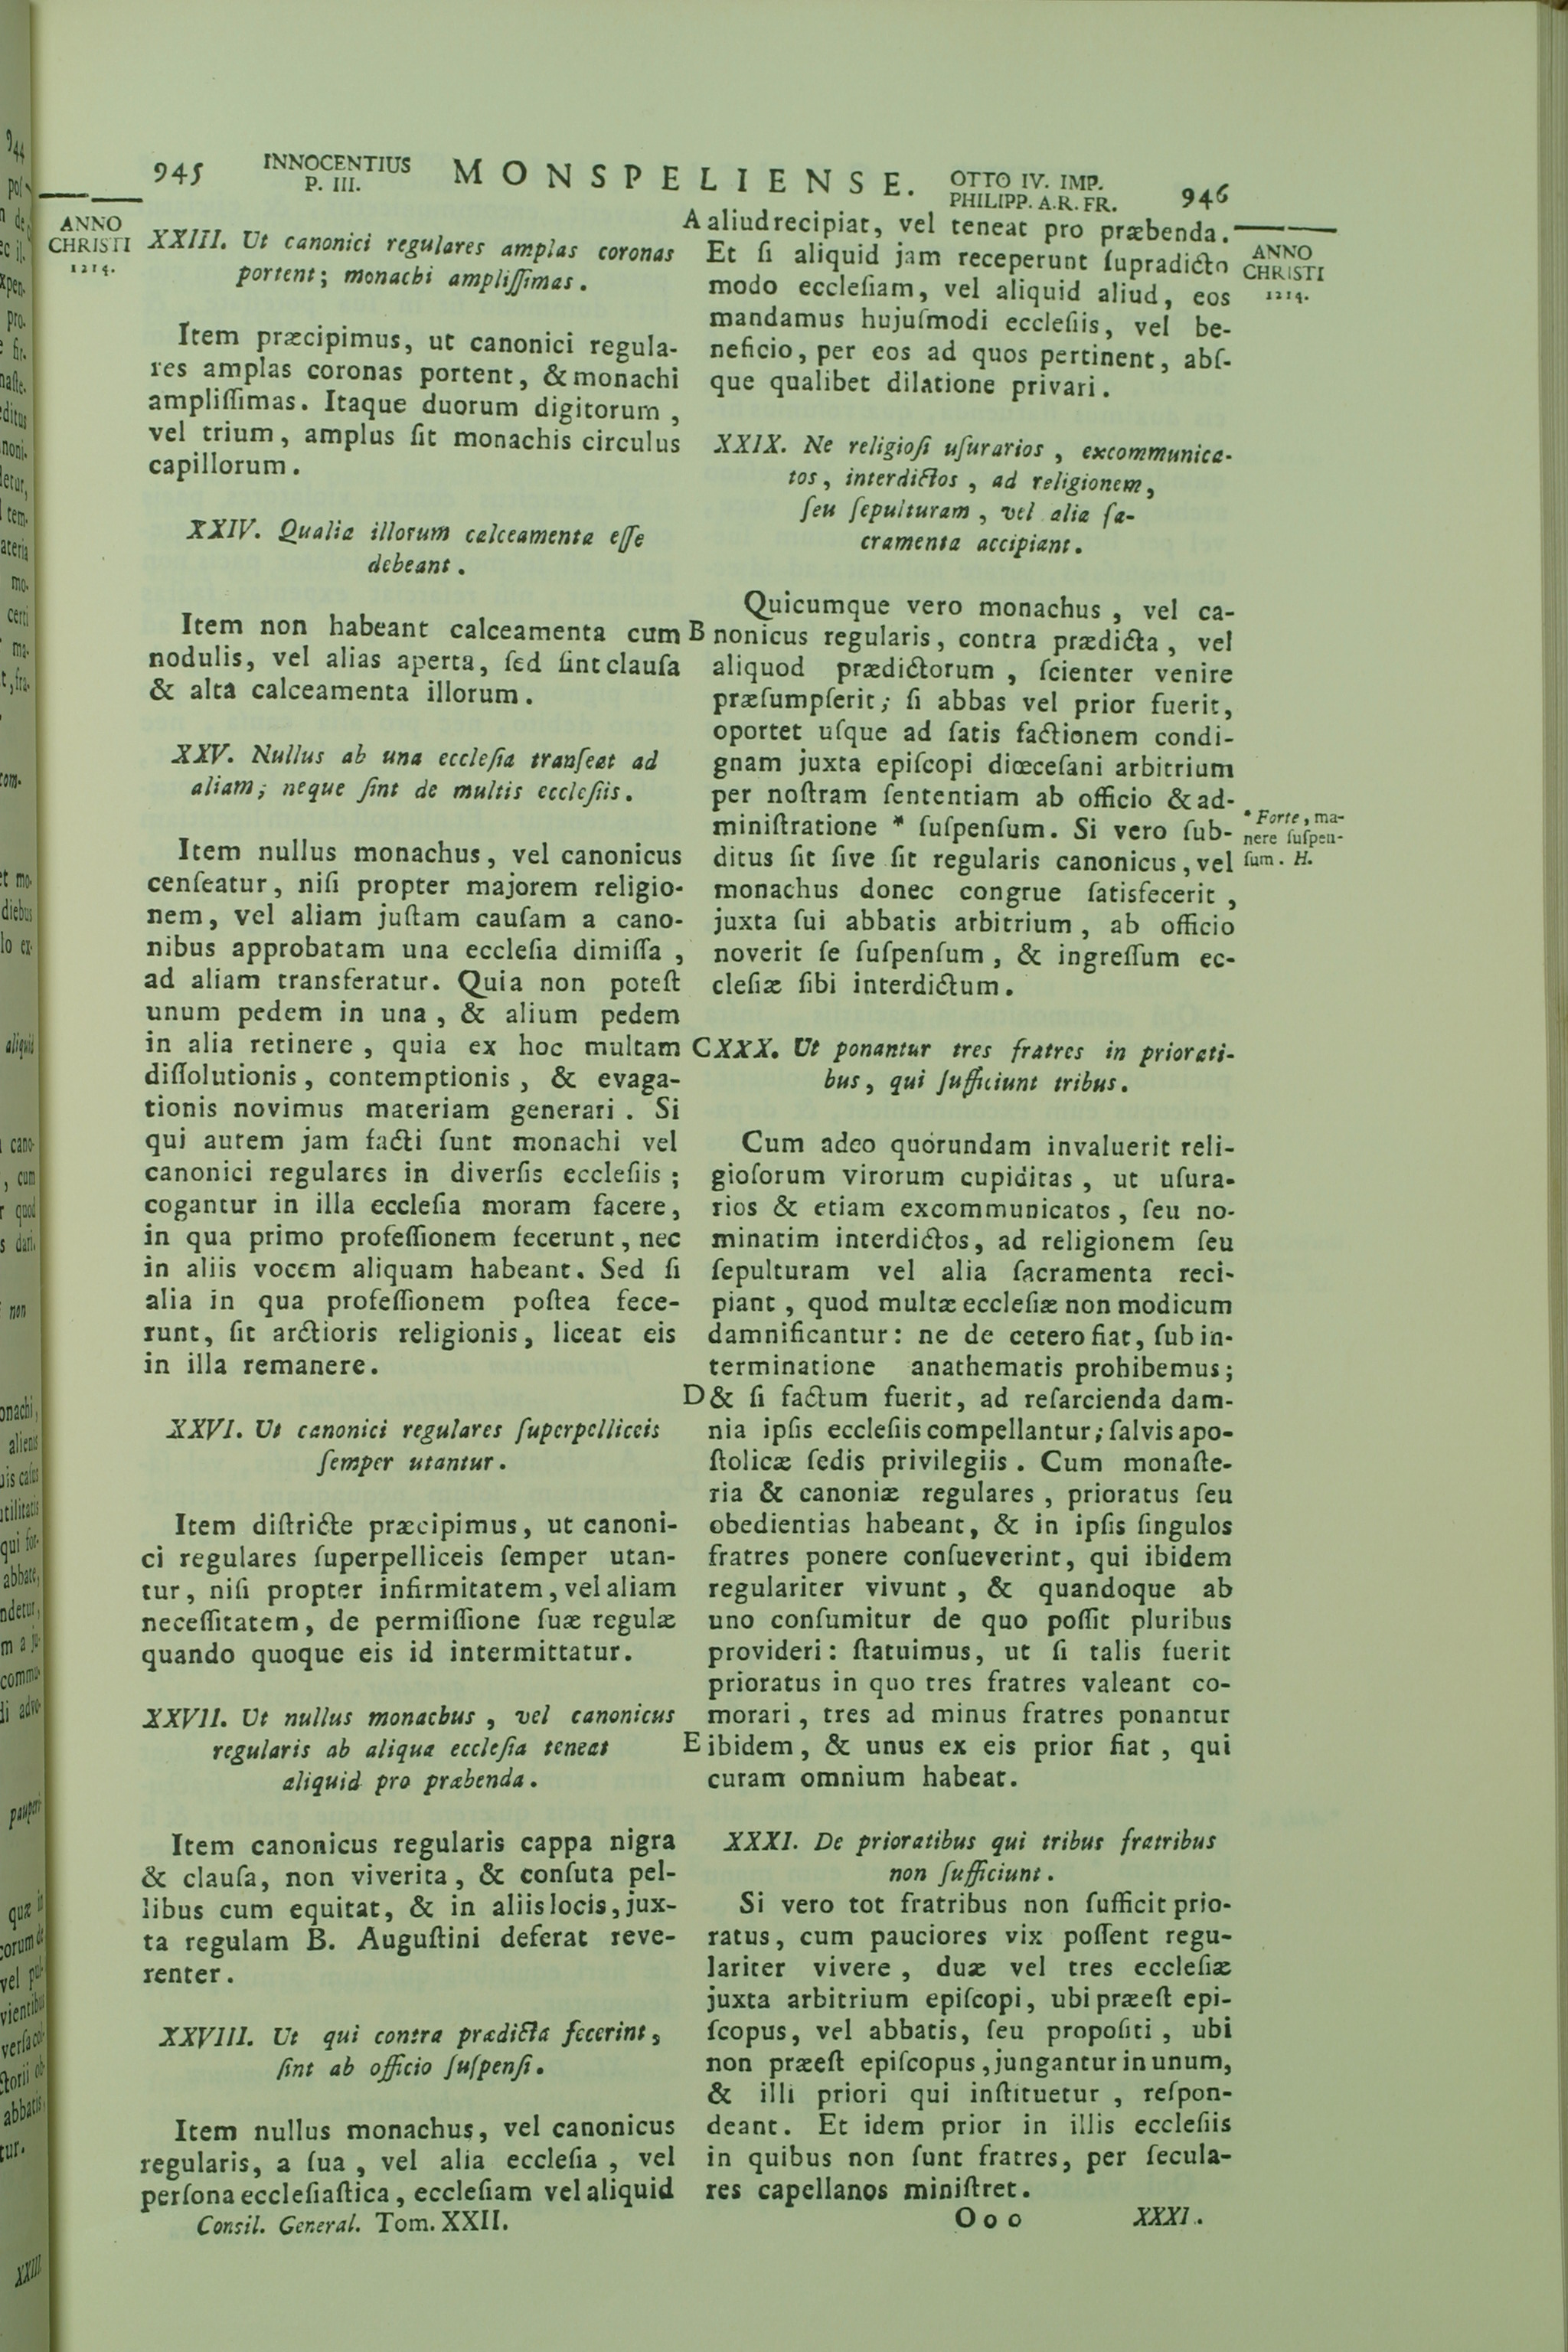 945
INNOCENTIUS
P. III.
MONSPELIENSE.
OTTO IV. IMP.
PHILIPP. A.R. FR.
946
ANNO
CHRISTI
1214.
XXIII. Ut canonici regulares amplas coronas
portent; monachi ampliſſimas.
Item præcipimus, ut canonici regula-
res amplas coronas portent, & monachi
ampliſſimas. Itaque duorum digitorum,
vel trium, amplus ſit monachis circulus
capillorum.
XXIV. Qualia illorum calceamenta eſſe
debeant.
Item non habeant calceamenta cum
nodulis, vel alias aperta, ſed ſint clauſa
& alta calceamenta illorum.
XXV. Nullus ab una eccleſia tranſeat ad
aliam; neque ſint de multis eccleſiis.
Item nullus monachus, vel canonicus
cenſeatur, niſi propter majorem religio-
nem, vel aliam juſtam cauſam a cano-
nibus approbatam una eccleſia dimiſſa,
ad aliam transferatur. Quia non poteſt
unum pedem in una, & alium pedem
in alia retinere, quia ex hoc multam
diſſolutionis, contemptionis, & evaga-
tionis novimus materiam generari. Si
qui autem jam facti ſunt monachi vel
canonici regulares in diverſis eccleſiis;
cogantur in illa eccleſia moram facere,
in qua primo profeſſionem fecerunt, nec
in aliis vocem aliquam habeant. Sed ſi
alia in qua profeſſionem poſtea fece-
runt, ſit arctioris religionis, liceat eis
in illa remanere.
XXVI. Ut canonici regulares ſuperpelliceis
ſemper utantur.
Item diſtricte præcipimus, ut canoni-
ci regulares ſuperpelliceis ſemper utan-
tur, niſi propter infirmitatem, vel aliam
neceſſitatem, de permiſſione ſuæ regulæ
quando quoque eis id intermittatur.
XXVII. Ut nullus monachus, vel canonicus
regularis ab aliqua eccleſia teneat
aliquid pro præbenda.
Item canonicus regularis cappa nigra
& clauſa, non viverita, & conſuta pel-
libus cum equitat, & in aliis locis, jux-
ta regulam B. Auguſtini deferat reve-
renter.
XXVIII. Ut qui contra prædicta fecerint,
ſint ab officio ſuſpenſi.
Item nullus monachus, vel canonicus
regularis, a ſua, vel alia eccleſia, vel
perſona eccleſiaſtica, eccleſiam vel aliquid
Consil. General. Tom. XXII.
A aliud recipiat, vel teneat pro præbenda.
Et ſi aliquid jam receperunt ſupradicto
modo eccleſiam, vel aliquid aliud, eos
mandamus hujuſmodi eccleſiis, vel be-
neficio, per eos ad quos pertinent, abſ-
que qualibet dilatione privari.
ANNO
CHRISTI
1214.
XXIX. Ne religioſi uſurarios, excommunica-
tos, interdictos, ad religionem,
ſeu ſepulturam, vel alia ſa-
cramenta accipiant.
Quicumque vero monachus, vel ca-
B nonicus regularis, contra prædicta, vel
aliquod prædictorum, ſcienter venire
præſumpſerit; ſi abbas vel prior fuerit,
oportet uſque ad ſatis factionem condi-
gnam juxta epiſcopi diœceſani arbitrium
per noſtram ſententiam ab officio & ad-
miniſtratione * ſuſpenſum. Si vero ſub-
ditus ſit ſive ſit regularis canonicus, vel
monachus donec congrue ſatisfecerit,
juxta ſui abbatis arbitrium, ab officio
noverit ſe ſuſpenſum, & ingreſſum ec-
cleſiæ ſibi interdictum.
* Forte, ma-
nere ſuſpen-
ſum. H.
C XXX. Ut ponantur tres fratres in priorati-
bus, qui ſufficiunt tribus.
Cum adeo quorundam invaluerit reli-
gioſorum virorum cupiditas, ut uſura-
rios & etiam excommunicatos, ſeu no-
minatim interdictos, ad religionem ſeu
ſepulturam vel alia ſacramenta reci-
piant, quod multæ eccleſiæ non modicum
damnificantur: ne de cetero fiat, ſub in-
terminatione anathematis prohibemus;
D & ſi factum fuerit, ad reſarcienda dam-
nia ipſis eccleſiis compellantur; ſalvis apo-
ſtolicæ ſedis privilegiis. Cum monaſte-
ria & canoniæ regulares, prioratus ſeu
obedientias habeant, & in ipſis ſingulos
fratres ponere conſueverint, qui ibidem
regulariter vivunt, & quandoque ab
uno conſumitur de quo poſſit pluribus
provideri: ſtatuimus, ut ſi talis fuerit
prioratus in quo tres fratres valeant co-
morari, tres ad minus fratres ponantur
E ibidem, & unus ex eis prior fiat, qui
curam omnium habeat.
XXXI. De prioratibus qui tribus fratribus
non ſufficiunt.
Si vero tot fratribus non ſufficit prio-
ratus, cum pauciores vix poſſent regu-
lariter vivere, duæ vel tres eccleſiæ
juxta arbitrium epiſcopi, ubi præeſt epi-
ſcopus, vel abbatis, ſeu propoſiti, ubi
non præeſt epiſcopus, jungantur in unum,
& illi priori qui inſtituetur, reſpon-
deant. Et idem prior in illis eccleſiis
in quibus non ſunt fratres, per ſecula-
res capellanos miniſtret.
Ooo
XXXI.